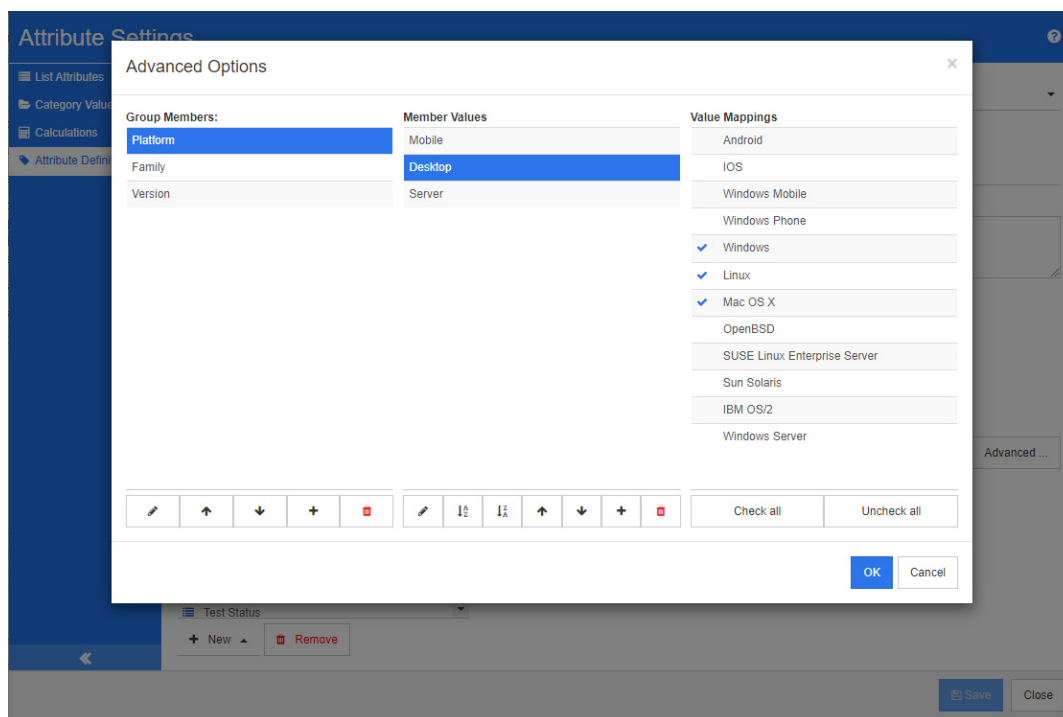 Attribute Settings
List Attributes
Category Value
Calculations
Attribute Defini
Advanced Options
×
Group Members:
Platform
Family
Version
Member Values
Mobile
Desktop
Server
Value Mappings
Android
IOS
Windows Mobile
Windows Phone
Windows
Linux
Mac OS X
OpenBSD
SUSE Linux Enterprise Server
Sun Solaris
IBM OS/2
Windows Server
Check all
Uncheck all
OK
Cancel
Advanced ...
Test Status
+ New
Remove
Save
Close